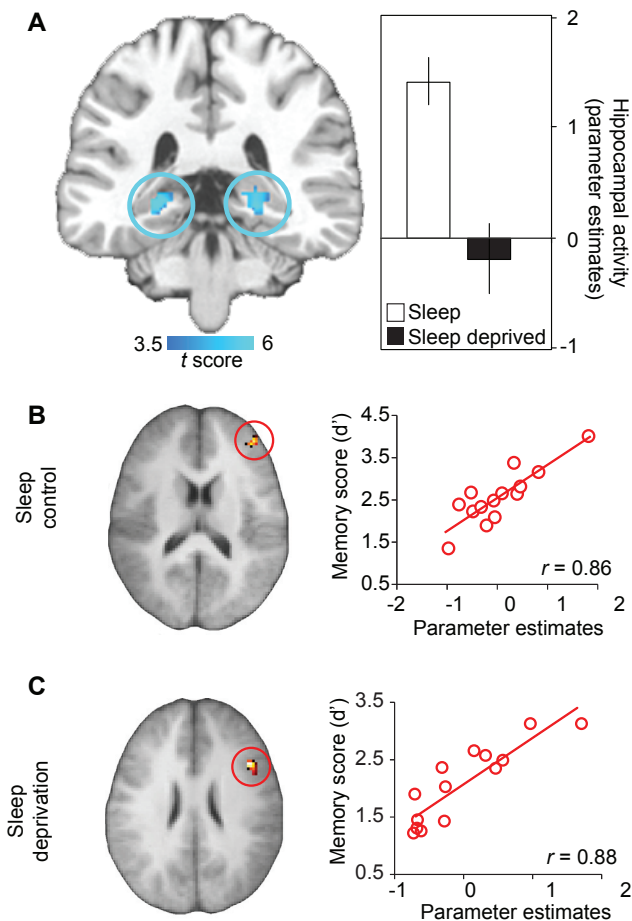 A
3.5
6
t score
2
1
0
-1
Hippocampal activity
(parameter estimates)
Sleep
Sleep deprived
B
Sleep
control
4.5
3.5
2.5
1.5
0.5
Memory score (d’)
r = 0.86
-2 -1 0 1 2
Parameter estimates
C
Sleep
deprivation
3.5
2.5
1.5
0.5
Memory score (d’)
r = 0.88
-1 0 1 2
Parameter estimates